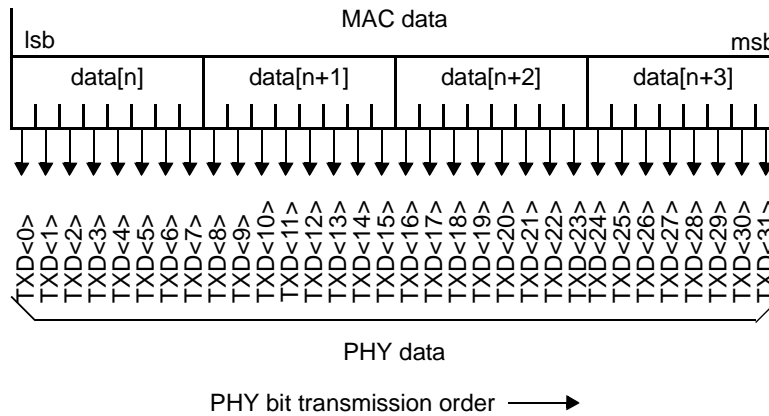 MAC data
lsb
msb
data[n] data[n+1] data[n+2] data[n+3]
TXD<0>
TXD<1>
TXD<2>
TXD<3>
TXD<4>
TXD<5>
TXD<6>
TXD<7>
TXD<8>
TXD<9>
TXD<10>
TXD<11>
TXD<12>
TXD<13>
TXD<14>
TXD<15>
TXD<16>
TXD<17>
TXD<18>
TXD<19>
TXD<20>
TXD<21>
TXD<22>
TXD<23>
TXD<24>
TXD<25>
TXD<26>
TXD<27>
TXD<28>
TXD<29>
TXD<30>
TXD<31>
PHY data
PHY bit transmission order